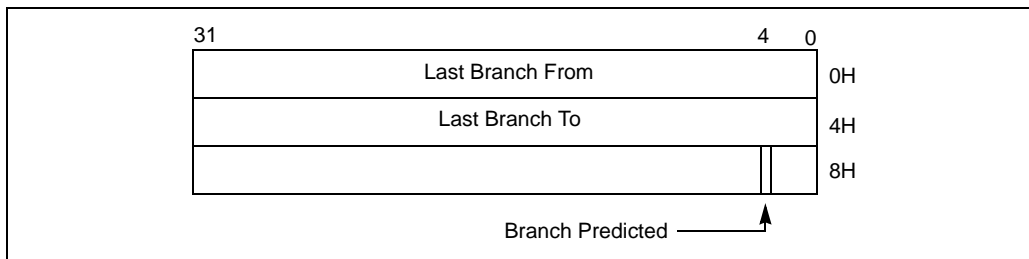 31 4 0
Last Branch From 0H
Last Branch To 4H
8H
Branch Predicted